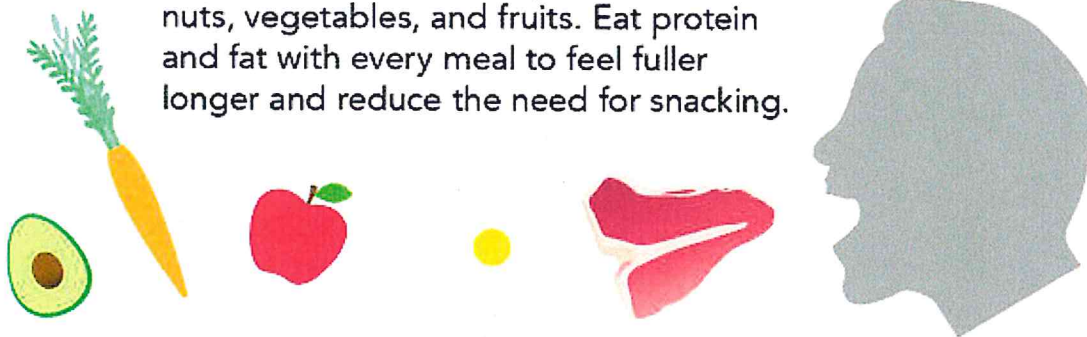 nuts, vegetables, and fruits. Eat protein
and fat with every meal to feel fuller
longer and reduce the need for snacking.